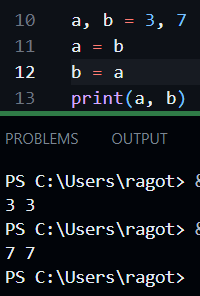 10 a, b = 3, 7
11 a = b
12 b = a
13 print(a, b)
PROBLEMS OUTPUT
PS C:\Users\ragot> &
3 3
PS C:\Users\ragot> &
7 7
PS C:\Users\ragot>